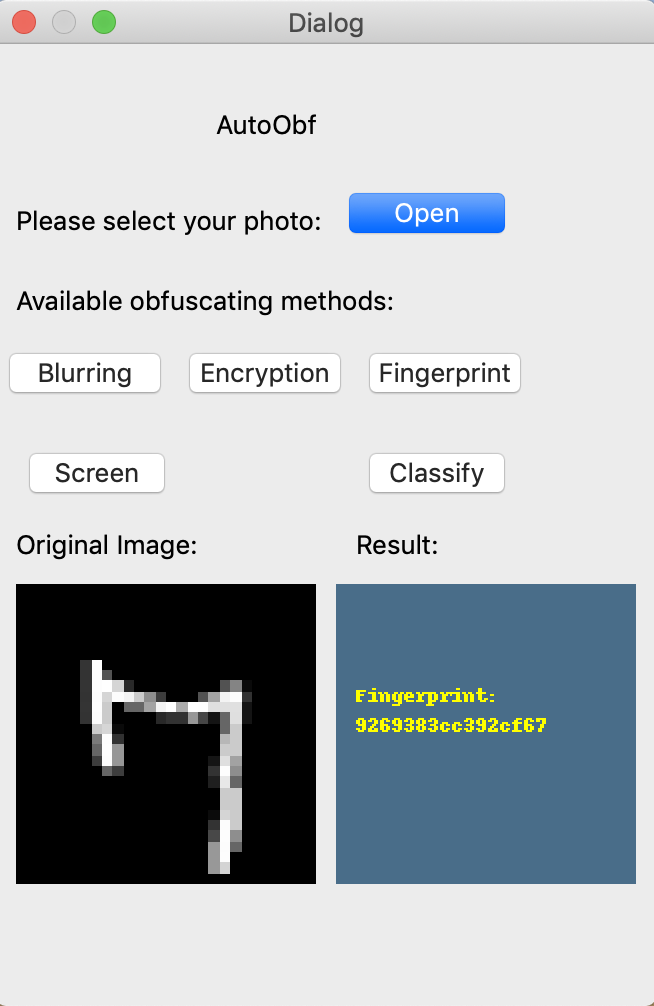 Dialog
AutoObf
Please select your photo:
Open
Available obfuscating methods:
Blurring
Encryption
Fingerprint
Screen
Classify
Original Image:
Result:
Fingerprint:
9269383cc392cf67